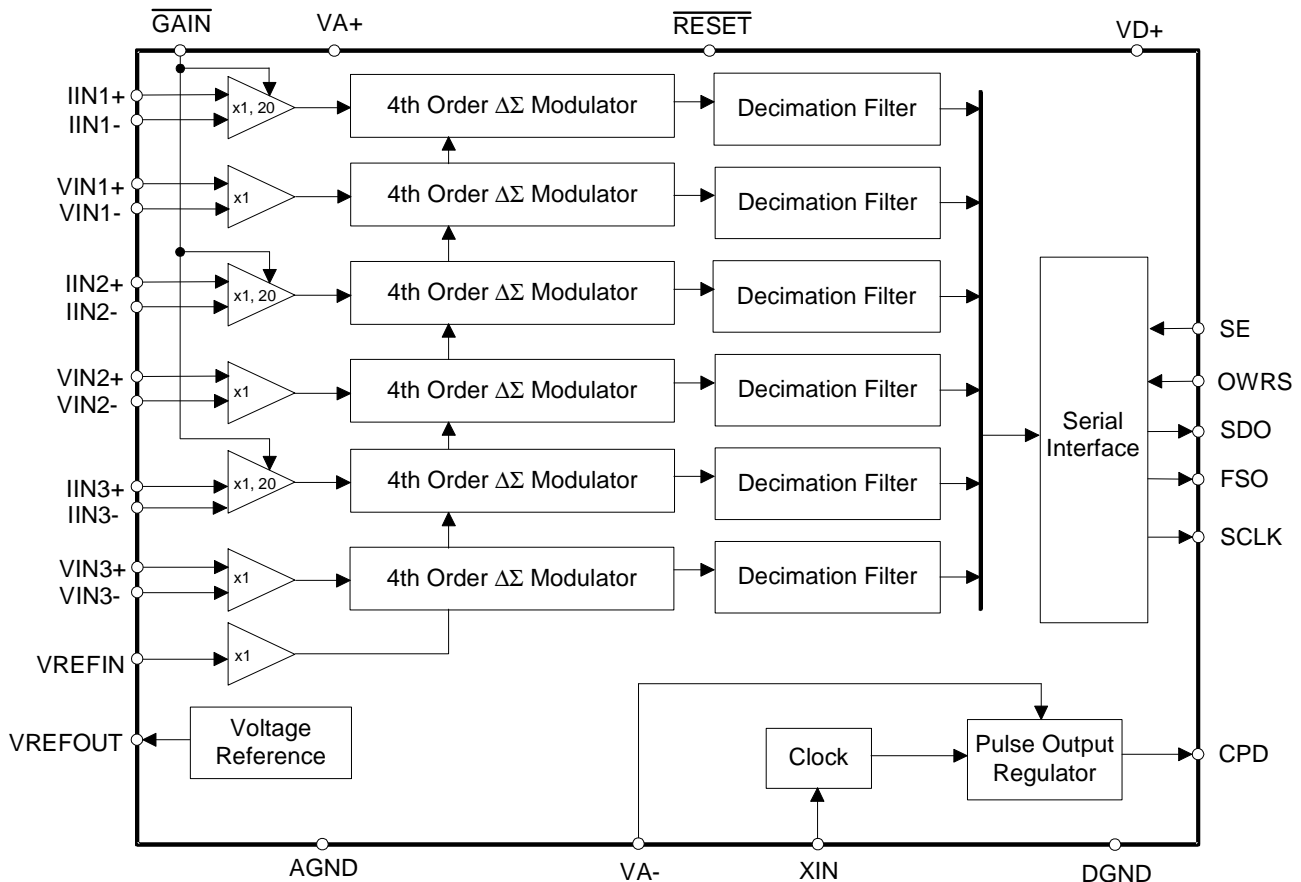 GAIN
VA+
RESET
VD+
IIN1+
IIN1-
x1, 20
4th Order ΔΣ Modulator
Decimation Filter
VIN1+
VIN1-
x1
4th Order ΔΣ Modulator
Decimation Filter
IIN2+
IIN2-
x1, 20
4th Order ΔΣ Modulator
Decimation Filter
VIN2+
VIN2-
x1
4th Order ΔΣ Modulator
Decimation Filter
IIN3+
IIN3-
x1, 20
4th Order ΔΣ Modulator
Decimation Filter
VIN3+
VIN3-
x1
4th Order ΔΣ Modulator
Decimation Filter
Serial
Interface
SE
OWRS
SDO
FSO
SCLK
VREFIN
x1
VREFOUT
Voltage
Reference
Clock
Pulse Output
Regulator
CPD
AGND
VA-
XIN
DGND